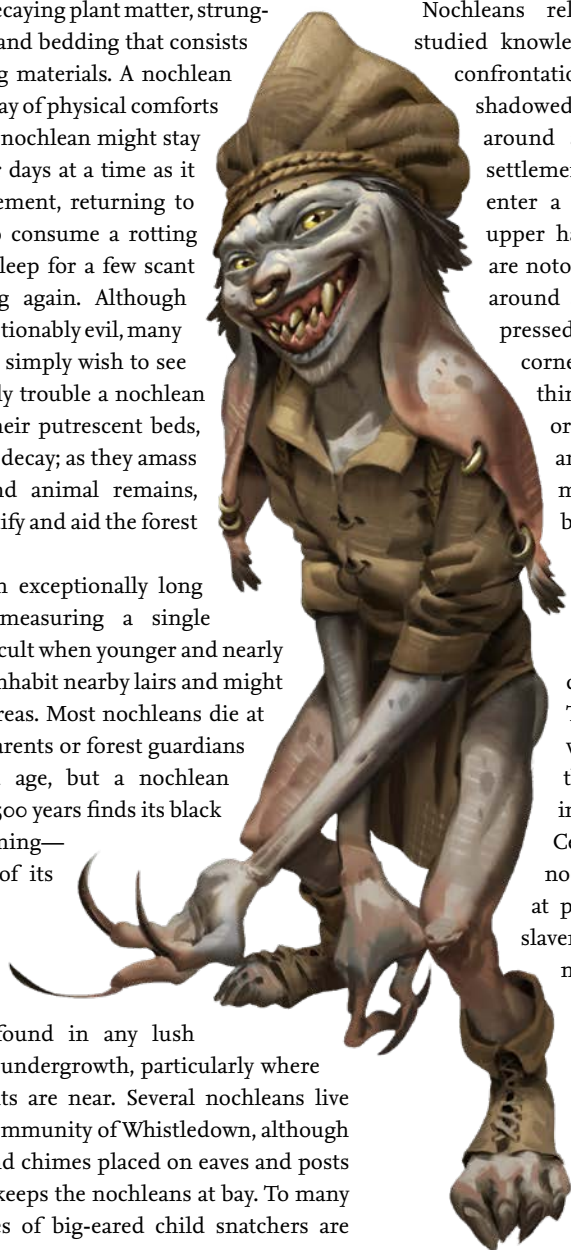 ecaying plant matter, strung-
and bedding that consists
g materials. A nochlean
ay of physical comforts
nochlean might stay
r days at a time as it
ement, returning to
o consume a rotting
leep for a few scant
g again. Although
tionably evil, many
simply wish to see
ly trouble a nochlean
heir putrescent beds,
decay; as they amass
nd animal remains,
ify and aid the forest
n exceptionally long
measuring a single
cult when younger and nearly
nhabit nearby lairs and might
reas. Most nochleans die at
arents or forest guardians
age, but a nochlean
500 years finds its black
ning—
of its
found in any lush
undergrowth, particularly where
ts are near. Several nochleans live
mmunity of Whistledown, although
d chimes placed on eaves and posts
keeps the nochleans at bay. To many
es of big-eared child snatchers are
Nochleans rel
studied knowle
confrontatio
shadowed
around
settleme
enter a
upper ha
are noto
around
pressed
corne
thin
or
an
m
b
c
T
w
th
in
Co
no
at p
slaver
n